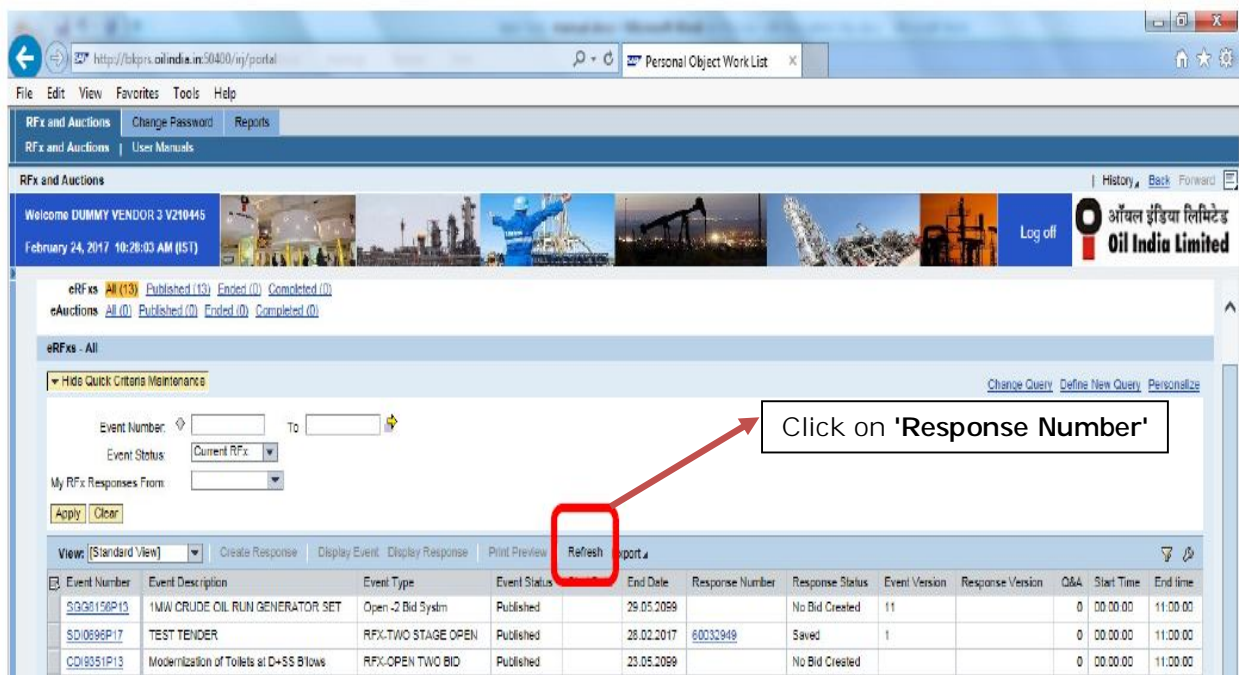 http://bkprs.oilindia.in:50400/irj/portal
Personal Object Work List
File Edit View Favorites Tools Help
RFx and Auctions Change Password Reports
RFx and Auctions | User Manuals
RFx and Auctions | History Back Forward
Welcome DUMMY VENDOR 3 V210445
February 24, 2017 10:28:03 AM (IST)
Log off
ऑयल इंडिया लिमिटेड
Oil India Limited
eRFxs All (13) Published (13) Ended (0) Completed (0)
eAuctions All (0) Published (0) Ended (0) Completed (0)
eRFxs - All
Hide Quick Criteria Maintenance
Change Query Define New Query Personalize
Click on 'Response Number'
Event Number: To
Event Status: Current RFx
My RFx Responses From:
Apply Clear
View: [Standard View] Create Response | Display Event Display Response | Print Preview Refresh Export
Event Number Event Description Event Type Event Status End Date Response Number Response Status Event Version Response Version Q&A Start Time End time
SGG6156P13 1MW CRUDE OIL RUN GENERATOR SET Open -2 Bid Systm Published 29.05.2099 No Bid Created 11 0 00:00:00 11:00:00
SDI0696P17 TEST TENDER RFX-TWO STAGE OPEN Published 28.02.2017 60032949 Saved 1 0 00:00:00 11:00:00
CDI9351P13 Modernization of Toilets at D+SS B'lows RFX-OPEN TWO BID Published 23.05.2099 No Bid Created 0 00:00:00 11:00:00